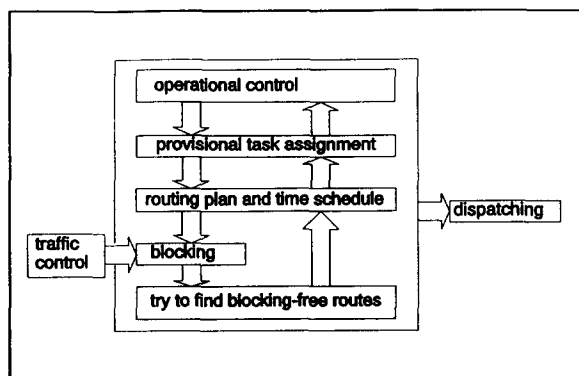 operational control
provisional task assignment
routing plan and time schedule
dispatching
traffic
control
blocking
try to find blocking-free routes